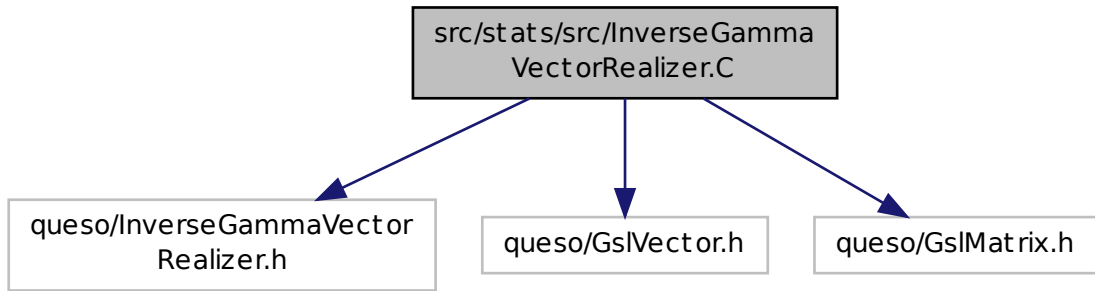 src/stats/src/InverseGamma
VectorRealizer.C
queso/InverseGammaVector
Realizer.h
queso/GslVector.h
queso/GslMatrix.h